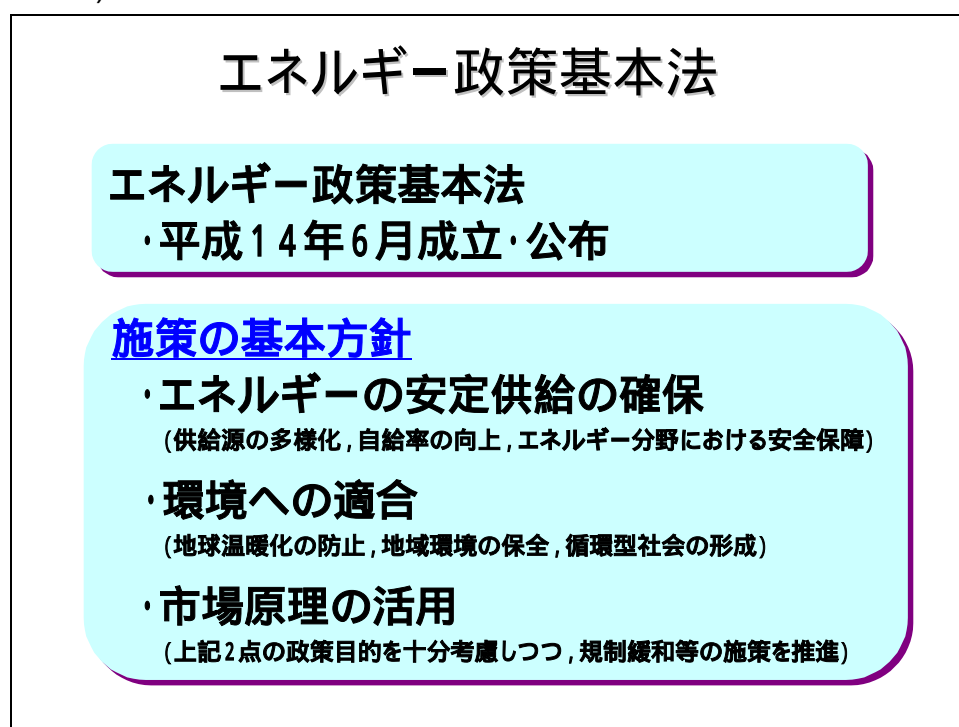 エネルギー政策基本法
エネルギー政策基本法
・平成14年6月成立・公布
施策の基本方針
・エネルギーの安定供給の確保
(供給源の多様化,自給率の向上,エネルギー分野における安全保障)
・環境への適合
(地球温暖化の防止,地域環境の保全,循環型社会の形成)
・市場原理の活用
(上記2点の政策目的を十分考慮しつつ,規制緩和等の施策を推進)